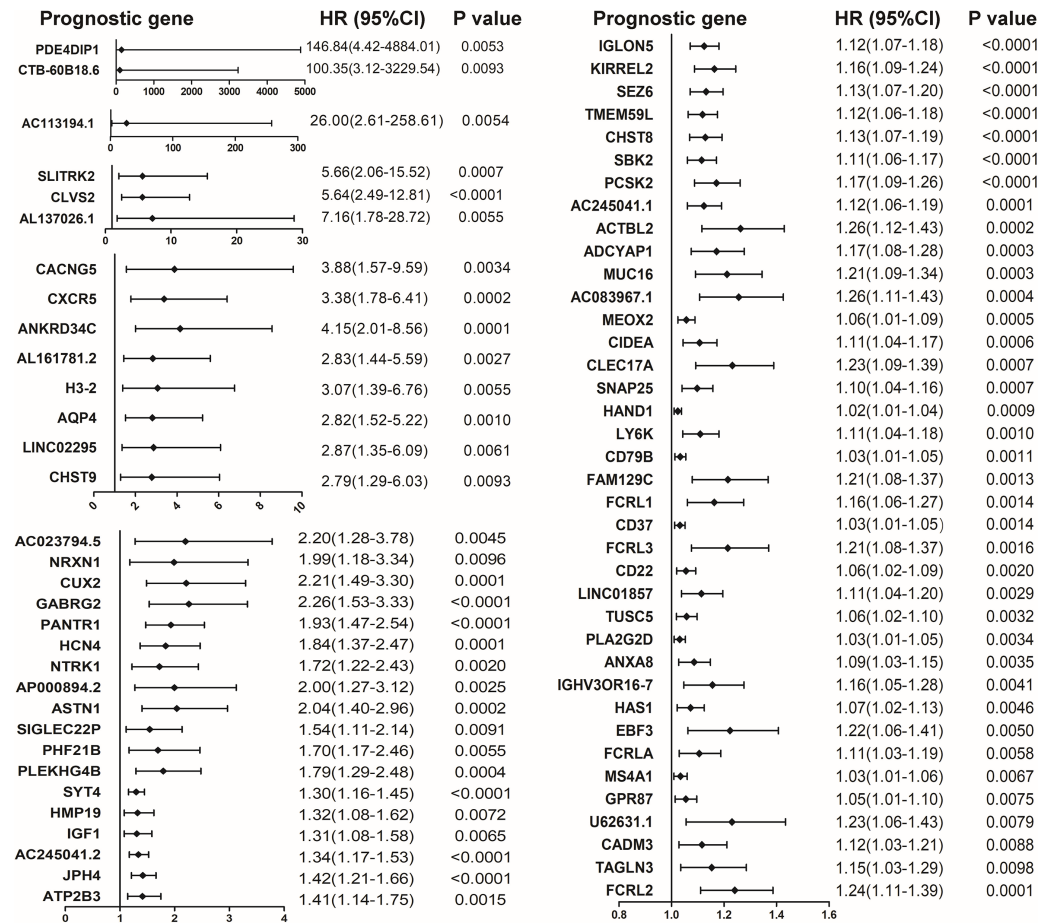 Prognostic gene HR (95%CI) P value
PDE4DIP1 146.84(4.42-4884.01) 0.0053
CTB-60B18.6 100.35(3.12-3229.54) 0.0093
0 1000 2000 3000 4000 5000
AC113194.1 26.00(2.61-258.61) 0.0054
0 100 200 300
SLITRK2 5.66(2.06-15.52) 0.0007
CLVS2 5.64(2.49-12.81) <0.0001
AL137026.1 7.16(1.78-28.72) 0.0055
0 10 20 30
CACNG5 3.88(1.57-9.59) 0.0034
CXCR5 3.38(1.78-6.41) 0.0002
ANKRD34C 4.15(2.01-8.56) 0.0001
AL161781.2 2.83(1.44-5.59) 0.0027
H3-2 3.07(1.39-6.76) 0.0055
AQP4 2.82(1.52-5.22) 0.0010
LINC02295 2.87(1.35-6.09) 0.0061
CHST9 2.79(1.29-6.03) 0.0093
0 2 4 6 8 10
AC023794.5 2.20(1.28-3.78) 0.0045
NRXN1 1.99(1.18-3.34) 0.0096
CUX2 2.21(1.49-3.30) 0.0001
GABRG2 2.26(1.53-3.33) <0.0001
PANTR1 1.93(1.47-2.54) <0.0001
HCN4 1.84(1.37-2.47) 0.0001
NTRK1 1.72(1.22-2.43) 0.0020
AP000894.2 2.00(1.27-3.12) 0.0025
ASTN1 2.04(1.40-2.96) 0.0002
SIGLEC22P 1.54(1.11-2.14) 0.0091
PHF21B 1.70(1.17-2.46) 0.0055
PLEKHG4B 1.79(1.29-2.48) 0.0004
SYT4 1.30(1.16-1.45) <0.0001
HMP19 1.32(1.08-1.62) 0.0072
IGF1 1.31(1.08-1.58) 0.0065
AC245041.2 1.34(1.17-1.53) <0.0001
JPH4 1.42(1.21-1.66) <0.0001
ATP2B3 1.41(1.14-1.75) 0.0015
0 1 2 3 4
Prognostic gene HR (95%CI) P value
IGLON5 1.12(1.07-1.18) <0.0001
KIRREL2 1.16(1.09-1.24) <0.0001
SEZ6 1.13(1.07-1.20) <0.0001
TMEM59L 1.12(1.06-1.18) <0.0001
CHST8 1.13(1.07-1.19) <0.0001
SBK2 1.11(1.06-1.17) <0.0001
PCSK2 1.17(1.09-1.26) <0.0001
AC245041.1 1.12(1.06-1.19) 0.0001
ACTBL2 1.26(1.12-1.43) 0.0002
ADCYAP1 1.17(1.08-1.28) 0.0003
MUC16 1.21(1.09-1.34) 0.0003
AC083967.1 1.26(1.11-1.43) 0.0004
MEOX2 1.06(1.01-1.09) 0.0005
CIDEA 1.11(1.04-1.17) 0.0006
CLEC17A 1.23(1.09-1.39) 0.0007
SNAP25 1.10(1.04-1.16) 0.0007
HAND1 1.02(1.01-1.04) 0.0009
LY6K 1.11(1.04-1.18) 0.0010
CD79B 1.03(1.01-1.05) 0.0011
FAM129C 1.21(1.08-1.37) 0.0013
FCRL1 1.16(1.06-1.27) 0.0014
CD37 1.03(1.01-1.05) 0.0014
FCRL3 1.21(1.08-1.37) 0.0016
CD22 1.06(1.02-1.09) 0.0020
LINC01857 1.11(1.04-1.20) 0.0029
TUSC5 1.06(1.02-1.10) 0.0032
PLA2G2D 1.03(1.01-1.05) 0.0034
ANXA8 1.09(1.03-1.15) 0.0035
IGHV3OR16-7 1.16(1.05-1.28) 0.0041
HAS1 1.07(1.02-1.13) 0.0046
EBF3 1.22(1.06-1.41) 0.0050
FCRLA 1.11(1.03-1.19) 0.0058
MS4A1 1.03(1.01-1.06) 0.0067
GPR87 1.05(1.01-1.10) 0.0075
U62631.1 1.23(1.06-1.43) 0.0079
CADM3 1.12(1.03-1.21) 0.0088
TAGLN3 1.15(1.03-1.29) 0.0098
FCRL2 1.24(1.11-1.39) 0.0001
0.8 1.0 1.2 1.4 1.6